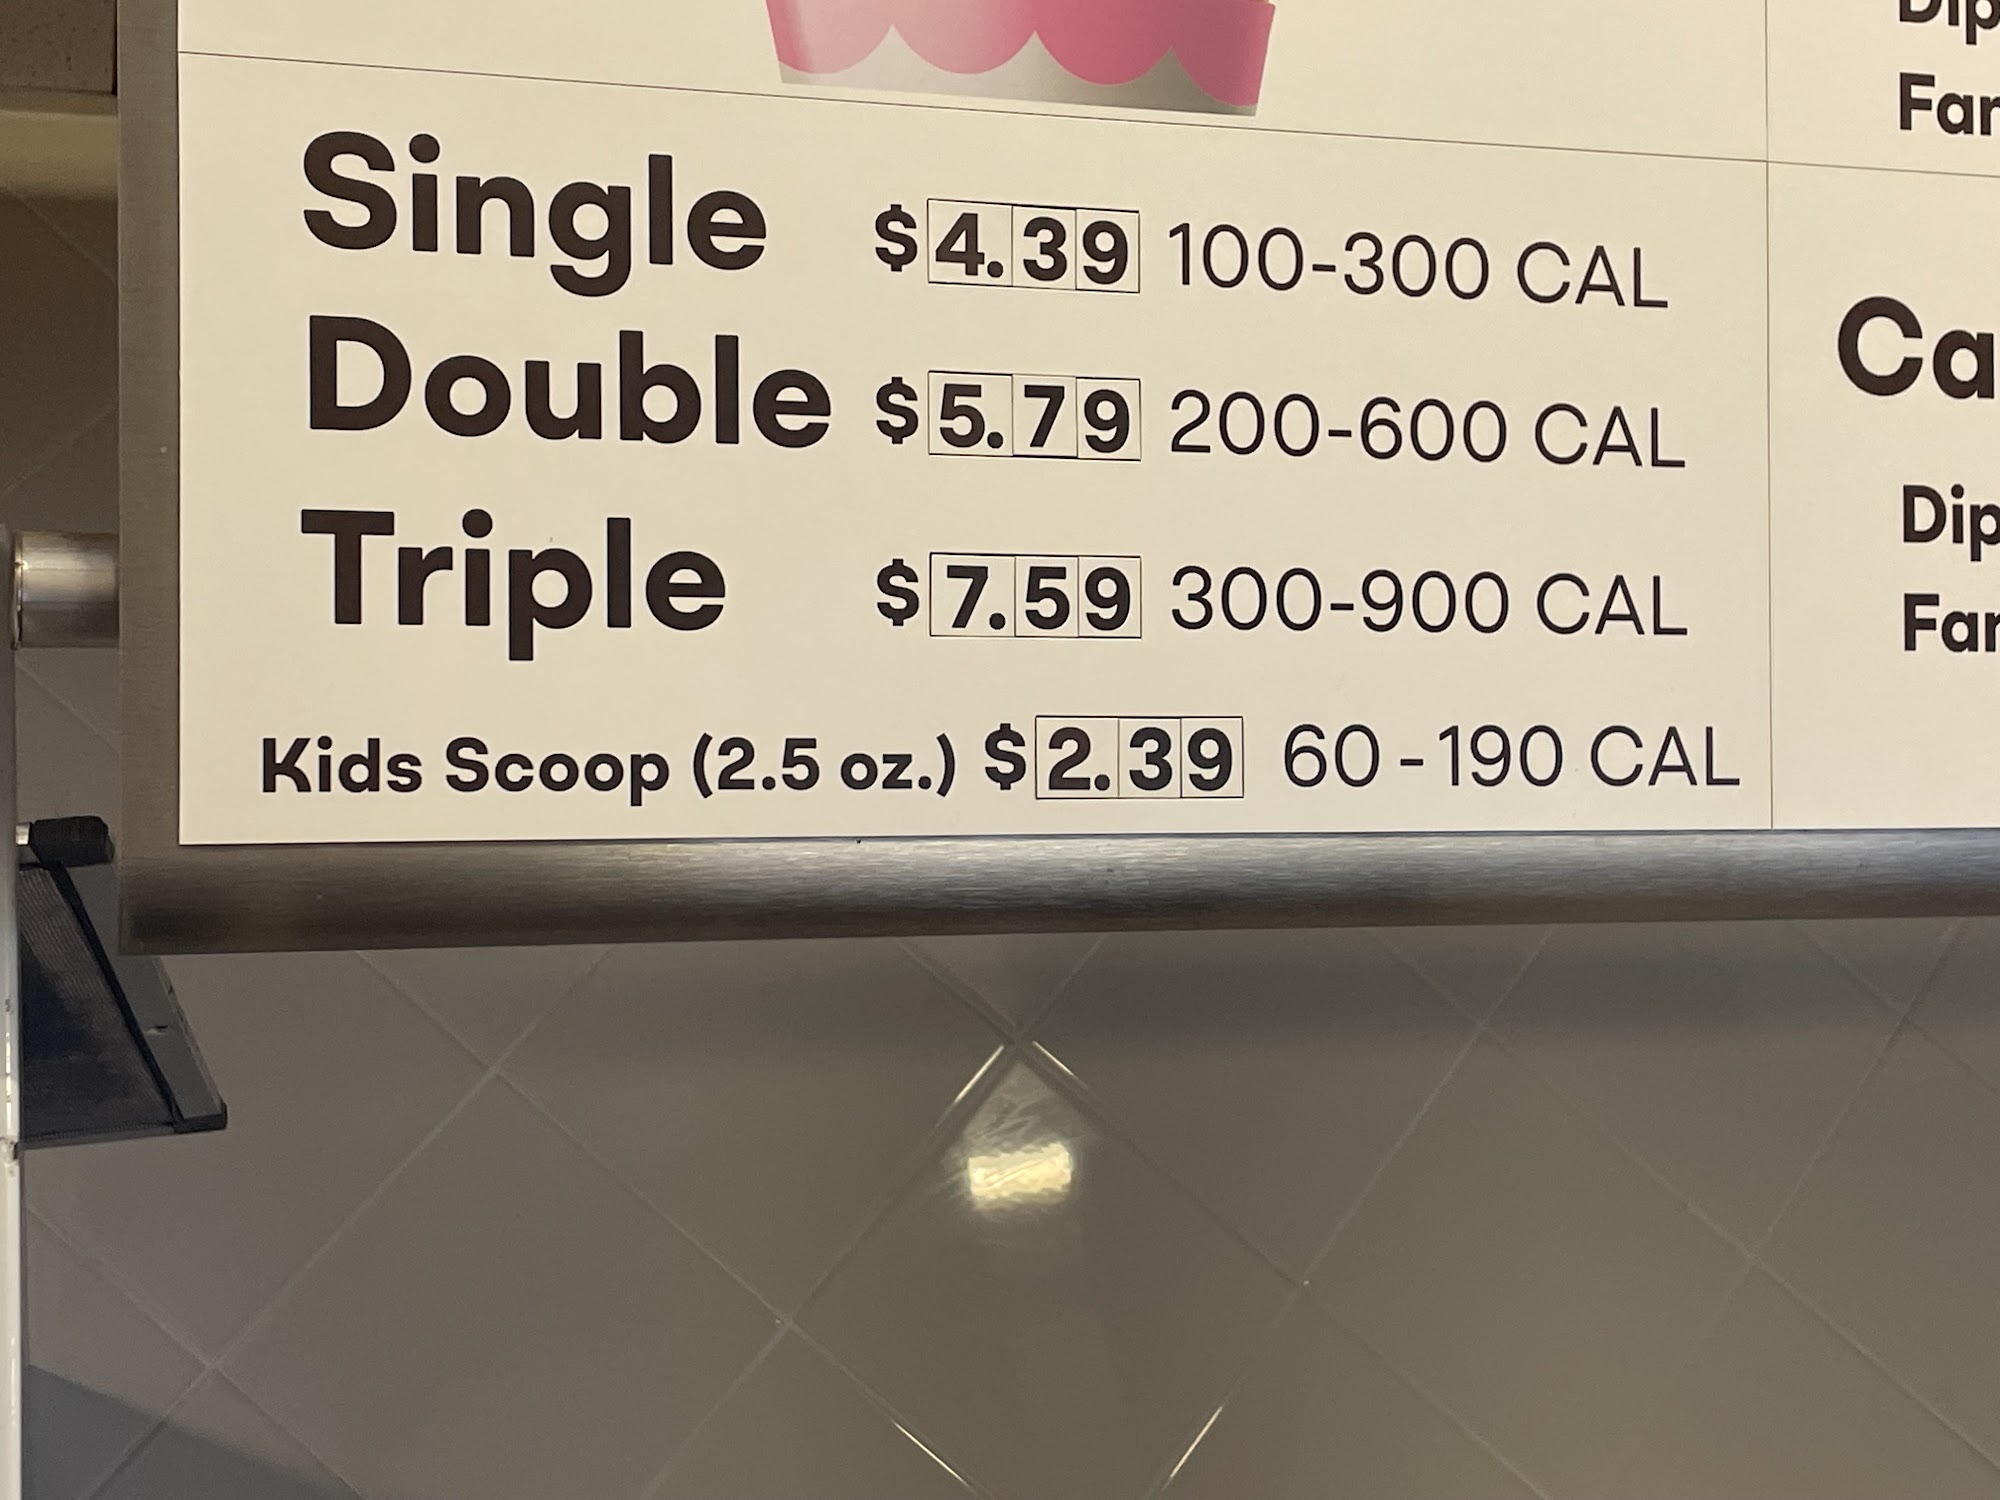 Single $4.39 100-300 CAL
Double $5.79 200-600 CAL
Triple $7.59 300-900 CAL
Kids Scoop (2.5 oz.) $2.39 60-190 CAL